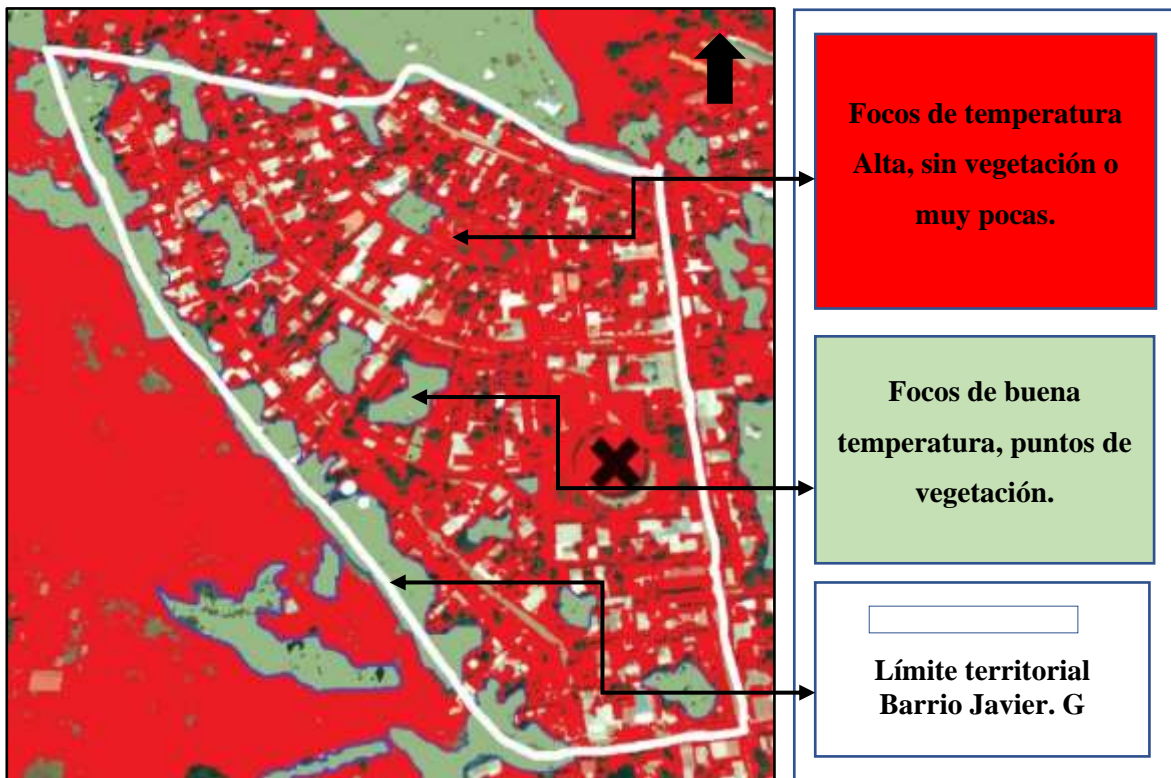 Focos de temperatura
Alta, sin vegetación o
muy pocas.
Focos de buena
temperatura, puntos de
vegetación.
Límite territorial
Barrio Javier. G